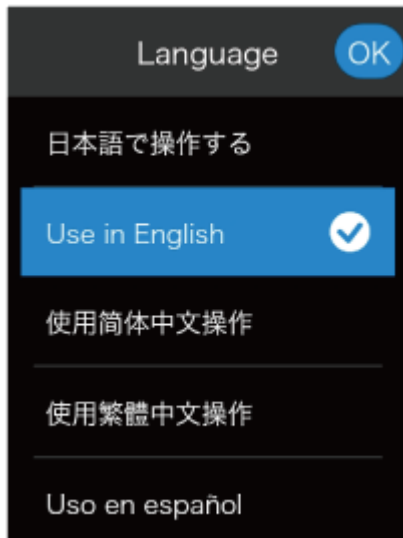 Language OK
日本語で操作する
Use in English
使用简体中文操作
使用繁體中文操作
Uso en español